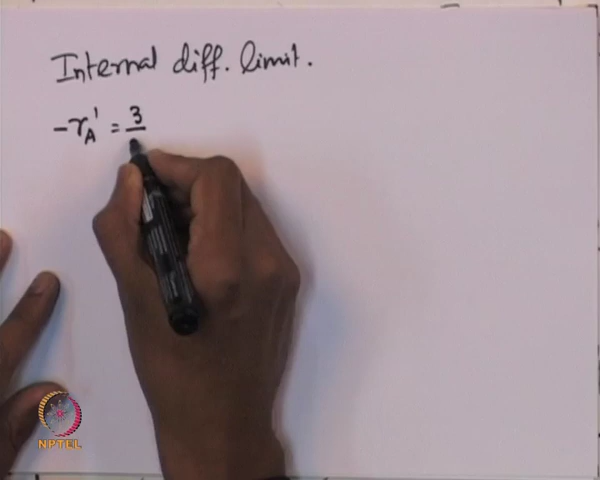 Internal diff. limit.
-r_A' = 3/
NPTEL